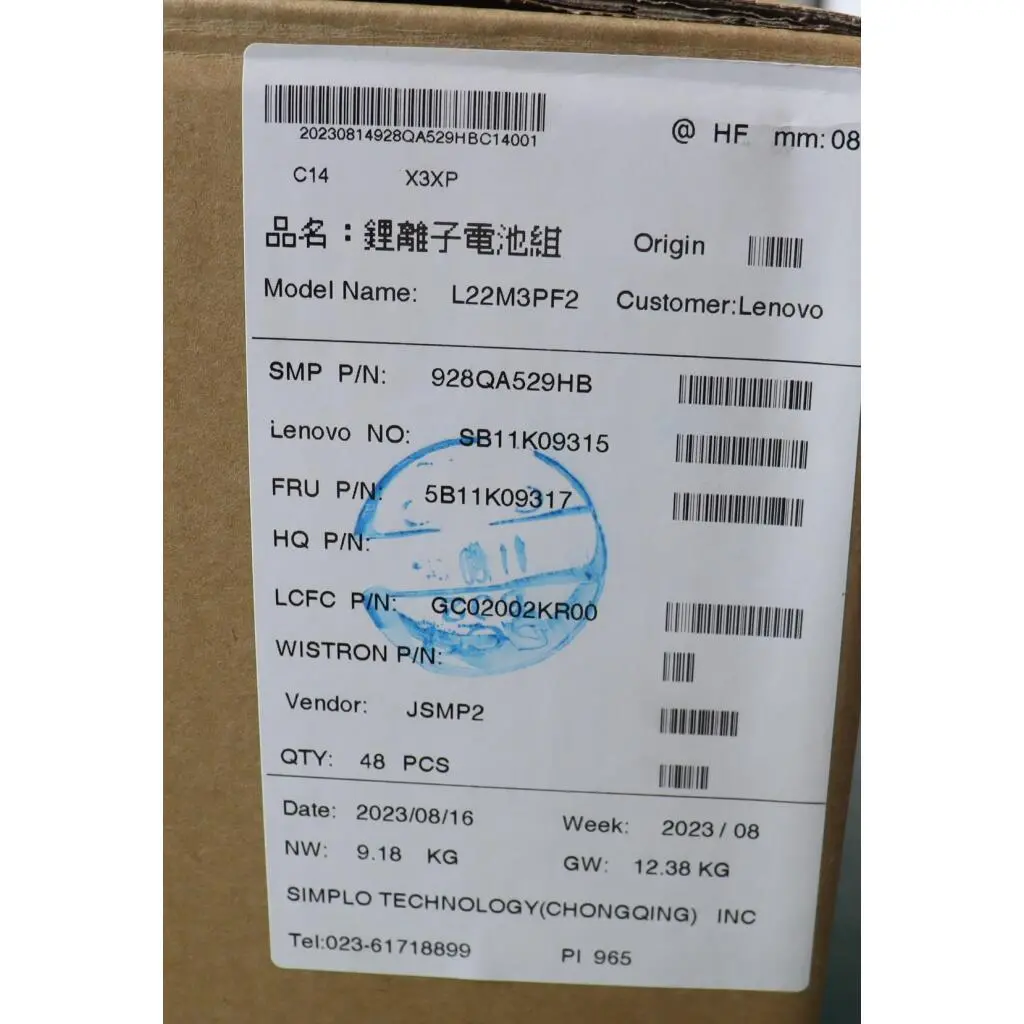 20230814928QA529HBC14001
@ HF mm: 08
C14 X3XP
品名：鋰離子電池組 Origin
Model Name: L22M3PF2 Customer:Lenovo
SMP P/N: 928QA529HB
Lenovo NO: SB11K09315
FRU P/N: 5B11K09317
HQ P/N:
LCFC P/N: GC02002KR00
WISTRON P/N:
Vendor: JSMP2
QTY: 48 PCS
Date: 2023/08/16 Week: 2023 / 08
NW: 9.18 KG GW: 12.38 KG
SIMPLO TECHNOLOGY(CHONGQING) INC
Tel:023-61718899 PI 965